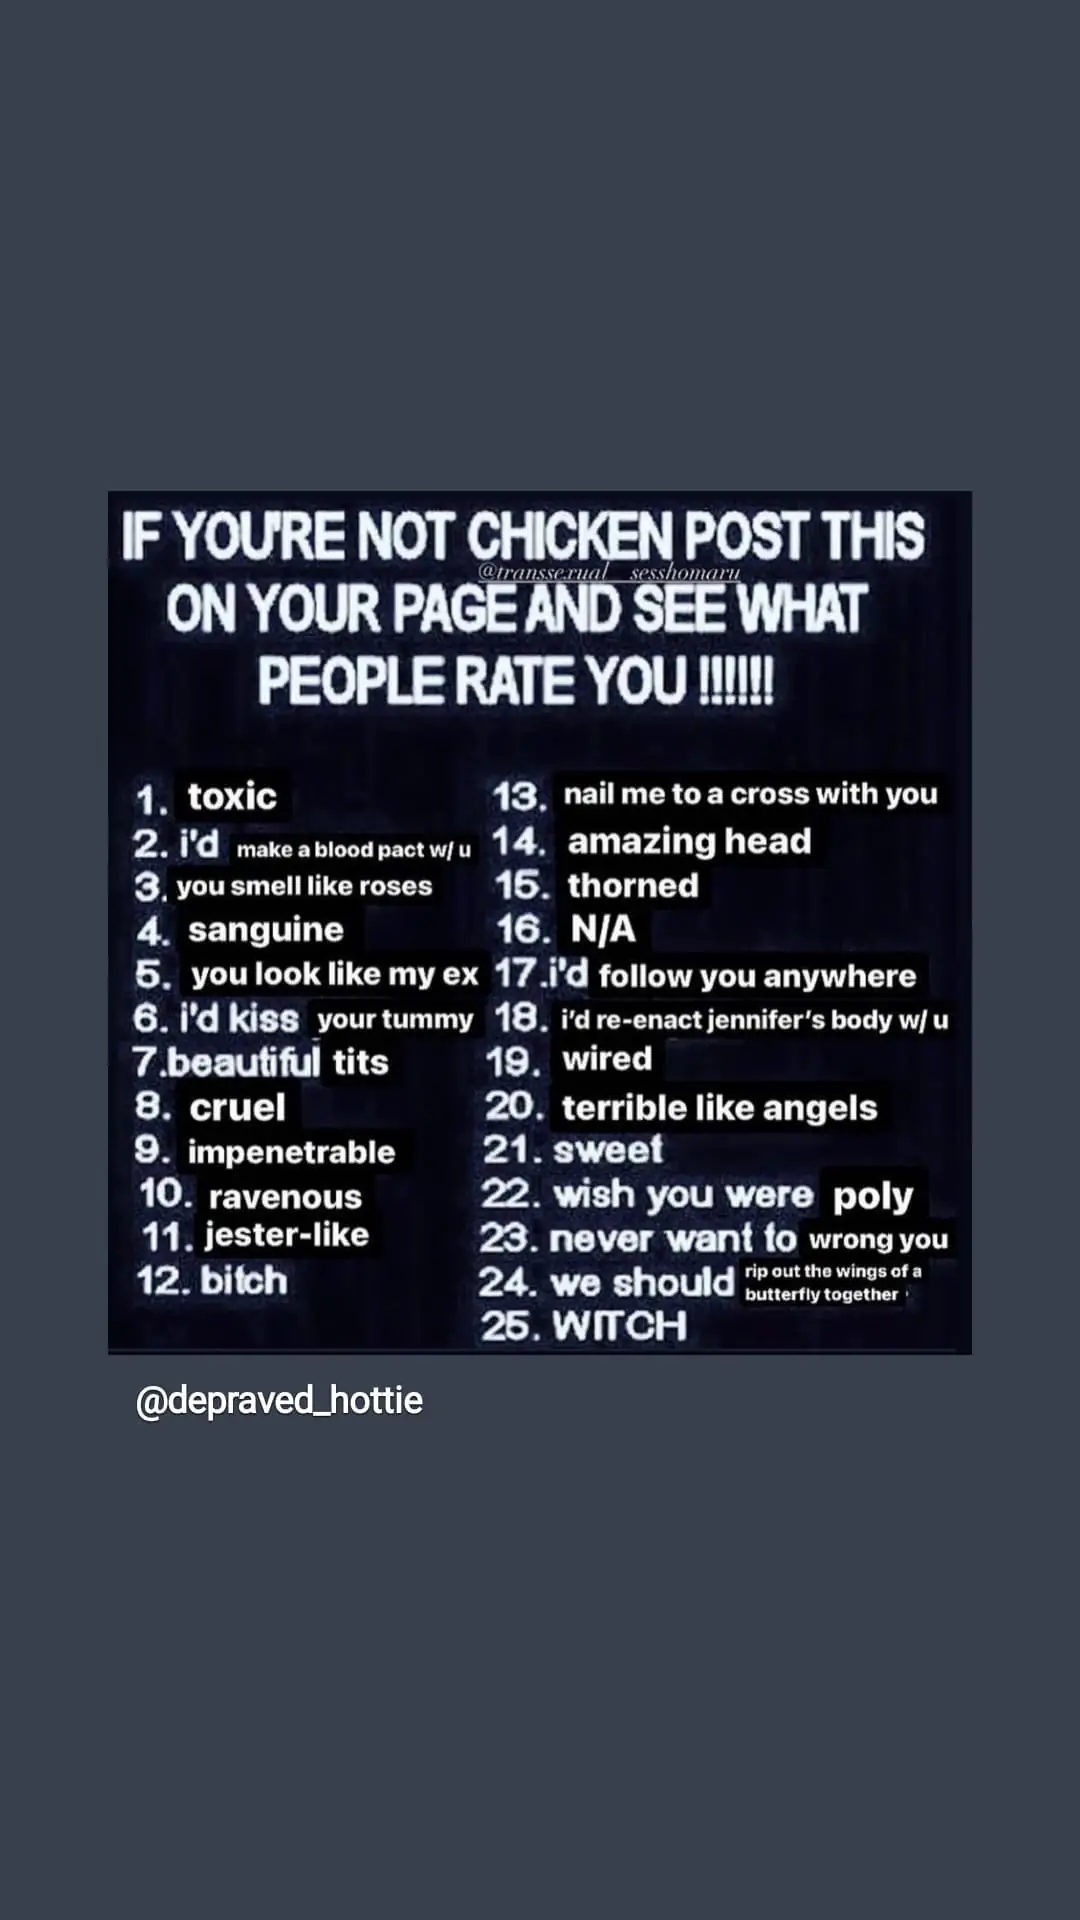 IF YOU'RE NOT CHICKEN POST THIS
@transsexual__sesshomaru
ON YOUR PAGE AND SEE WHAT
PEOPLE RATE YOU !!!!!!
1. toxic
2. i'd make a blood pact w/ u
3. you smell like roses
4. sanguine
5. you look like my ex
6. i'd kiss your tummy
7.beautiful tits
8. cruel
9. impenetrable
10. ravenous
11. jester-like
12. bitch
13. nail me to a cross with you
14. amazing head
15. thorned
16. N/A
17.i'd follow you anywhere
18. i'd re-enact jennifer's body w/ u
19. wired
20. terrible like angels
21. sweet
22. wish you were poly
23. never want to wrong you
24. we should rip out the wings of a
butterfly together
25. WITCH
@depraved_hottie